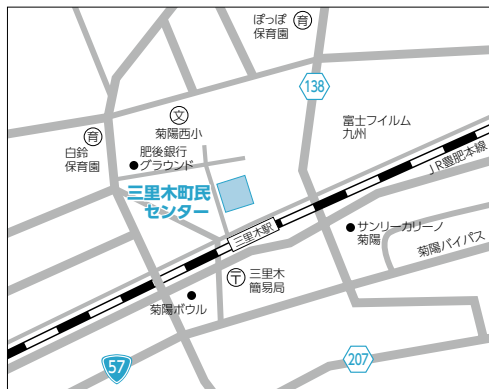 ぽっぽ
保育園
育
138
文
菊陽西小
富士フイルム
九州
育
白鈴
保育園
肥後銀行
グラウンド
JR豊肥本線
三里木町民
センター
三里木駅
サンリーカリーノ
菊陽
菊陽バイパス
〒
三里木
簡易局
菊陽ボウル
57
207